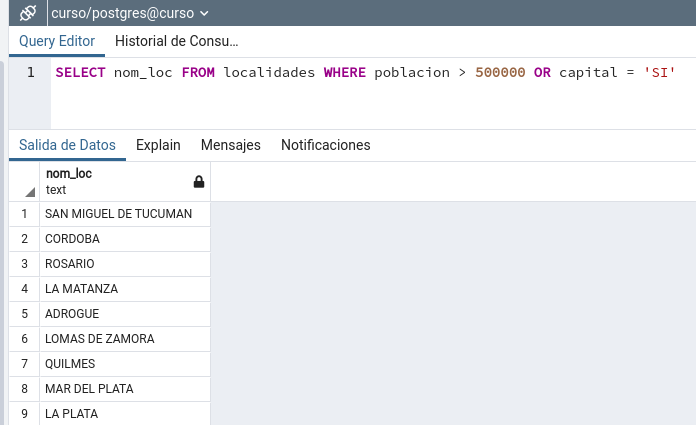 curso/postgres@curso
Query Editor Historial de Consu...
1 SELECT nom_loc FROM localidades WHERE poblacion > 500000 OR capital = 'SI'
Salida de Datos Explain Mensajes Notificaciones
nom_loc
text
1 SAN MIGUEL DE TUCUMAN
2 CORDOBA
3 ROSARIO
4 LA MATANZA
5 ADROGUE
6 LOMAS DE ZAMORA
7 QUILMES
8 MAR DEL PLATA
9 LA PLATA